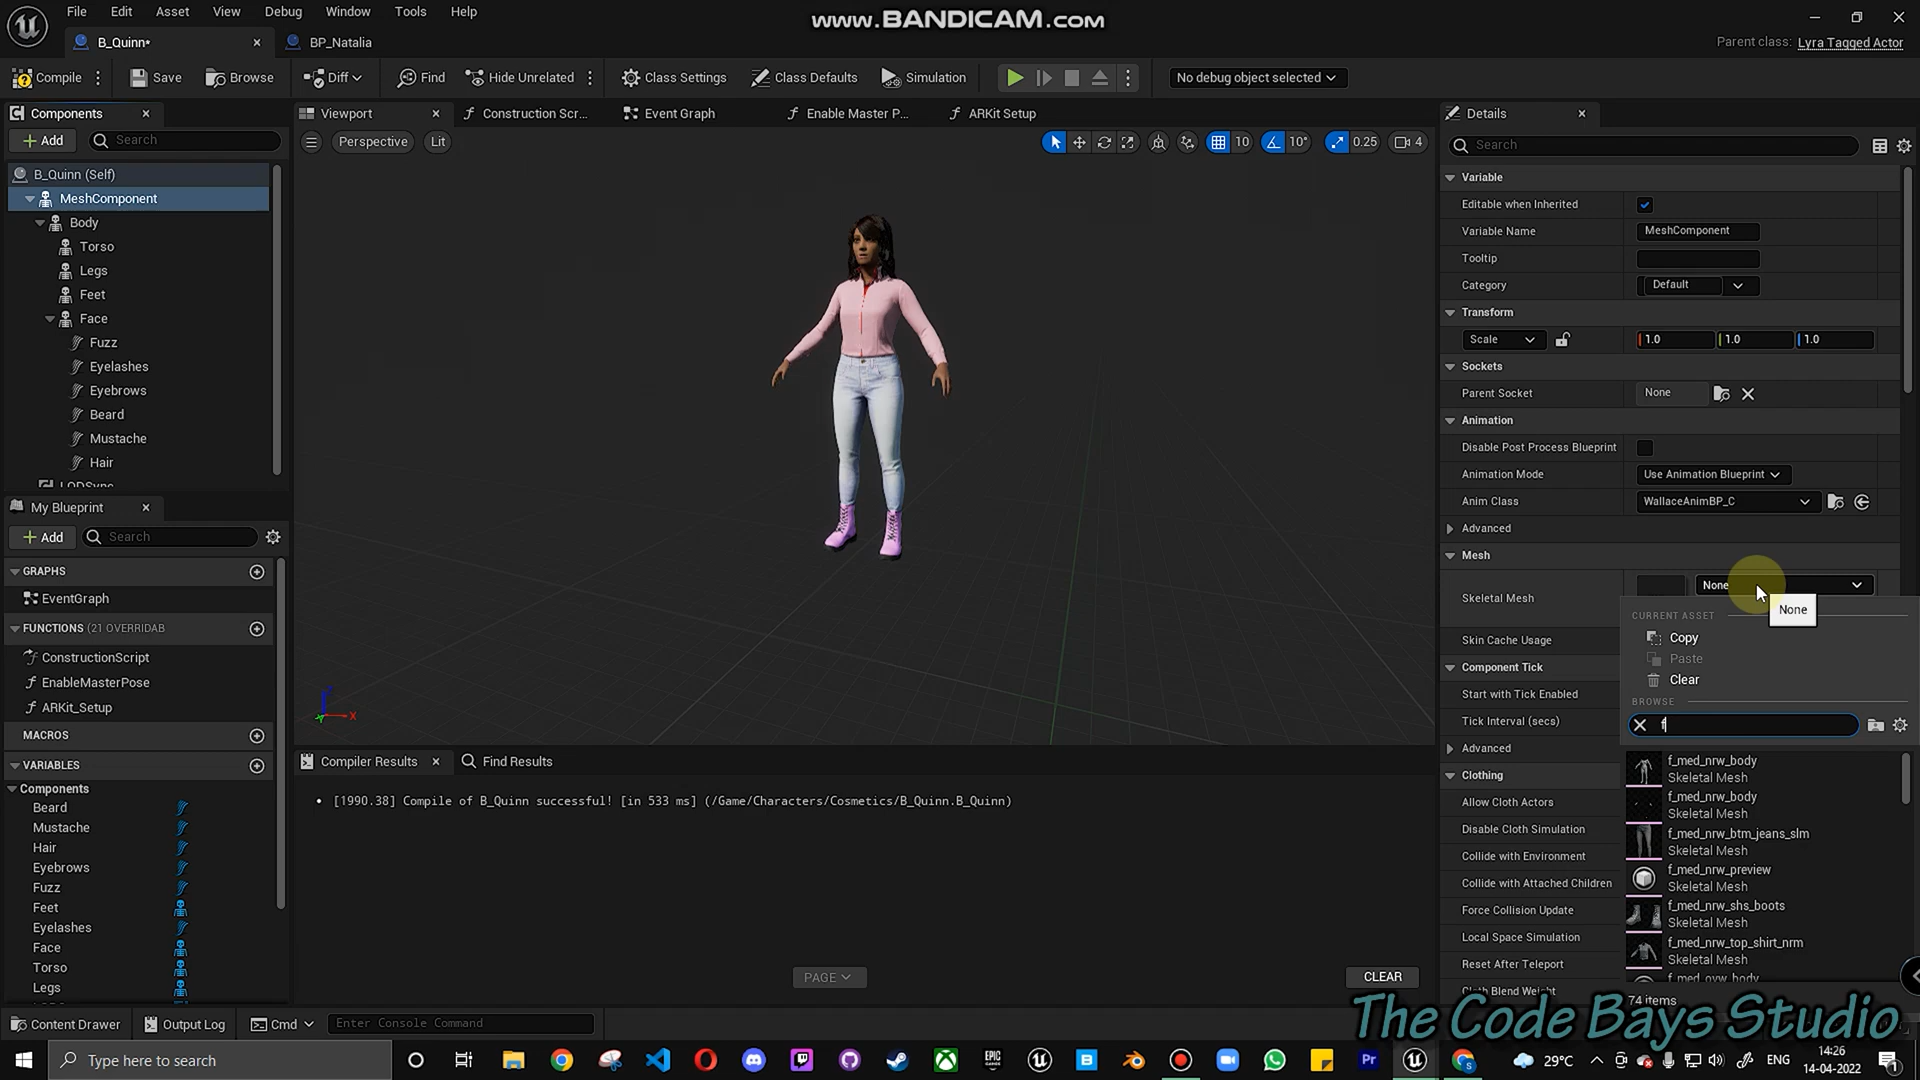 File Edit Asset View Debug Window Tools Help
www.BANDICAM.com
B_Quinn* BP_Natalia
Parent class: Lyra Tagged Actor
Compile Save Browse Diff Find Hide Unrelated Class Settings Class Defaults Simulation No debug object selected
Components
Add Search
B_Quinn (Self)
MeshComponent
Body
Torso
Legs
Feet
Face
Fuzz
Eyelashes
Eyebrows
Beard
Mustache
Hair
LODSync
My Blueprint
Add Search
GRAPHS
EventGraph
FUNCTIONS (21 OVERRIDAB
ConstructionScript
EnableMasterPose
ARKit_Setup
MACROS
VARIABLES
Components
Beard
Mustache
Hair
Eyebrows
Fuzz
Feet
Eyelashes
Face
Torso
Legs
Viewport Construction Scr... Event Graph Enable Master P... ARKit Setup
Perspective Lit 10 10° 0.25 4
X
Compiler Results Find Results
• [1990.38] Compile of B_Quinn successful! [in 533 ms] (/Game/Characters/Cosmetics/B_Quinn.B_Quinn)
PAGE CLEAR
Details
Search
Variable
Editable when Inherited
Variable Name MeshComponent
Tooltip
Category Default
Transform
Scale 1.0 1.0 1.0
Sockets
Parent Socket None
Animation
Disable Post Process Blueprint
Animation Mode Use Animation Blueprint
Anim Class WallaceAnimBP_C
Advanced
Mesh
Skeletal Mesh None
None
Skin Cache Usage
Component Tick
Start with Tick Enabled
Tick Interval (secs)
Advanced
Clothing
Allow Cloth Actors
Disable Cloth Simulation
Collide with Environment
Collide with Attached Children
Force Collision Update
Local Space Simulation
Reset After Teleport
Cloth Blend Weight
CURRENT ASSET
Copy
Paste
Clear
BROWSE
f
f_med_nrw_body
Skeletal Mesh
f_med_nrw_body
Skeletal Mesh
f_med_nrw_btm_jeans_slm
Skeletal Mesh
f_med_nrw_preview
Skeletal Mesh
f_med_nrw_shs_boots
Skeletal Mesh
f_med_nrw_top_shirt_nrm
Skeletal Mesh
f_med_ovw_body
74 items
The Code Bays Studio
Content Drawer Output Log Cmd Enter Console Command
Type here to search
EPIC GAMES
Pr
29°C ENG 14:26
14-04-2022
1